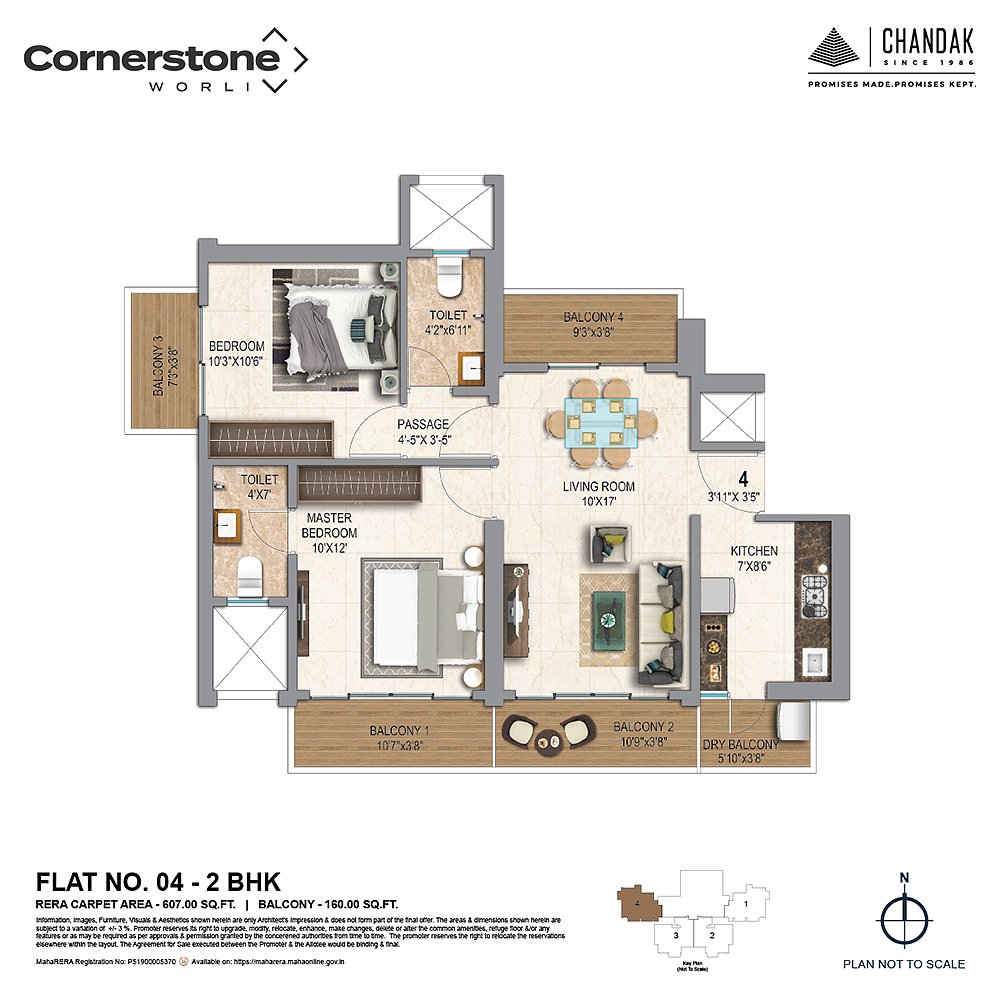 Cornerstone
WORLI
CHANDAK
SINCE 1986
PROMISES MADE.PROMISES KEPT.
BALCONY 3
7'3"x3'8"
BEDROOM
10'3"X10'6"
TOILET
4'2"x6'11"
BALCONY 4
9'3"x3'8"
PASSAGE
4'-5"X 3'-5"
TOILET
4'X7'
MASTER
BEDROOM
10'X12'
LIVING ROOM
10'X17'
4
3'11"X 3'5"
KITCHEN
7'X8'6"
BALCONY 1
10'7"x3'8"
BALCONY 2
10'9"x3'8"
DRY BALCONY
5'10"x3'8"
FLAT NO. 04 - 2 BHK
RERA CARPET AREA - 607.00 SQ.FT. | BALCONY - 160.00 SQ.FT.
Information, Images, Furniture, Visuals & Aesthetics shown herein are only Architect's Impression & does not form part of the final offer. The areas & dimensions shown herein are
subject to a variation of +/- 3 %. Promoter reserves its right to upgrade, modify, relocate, enhance, make changes, delete or alter the common amenities, refuge floor &/or any
features or as may be required as per approvals & permission granted by the concerened authorities from time to time. The promoter reserves the right to relocate the reservations
elsewhere within the layout. The Agreement for Sale executed between the Promoter & the Allotee would be binding & final.
MahaRERA Registration No: P51900005370 Available on: https://maharera.mahaonline.gov.in
4
1
3
2
Key Plan
(Not To Scale)
N
PLAN NOT TO SCALE